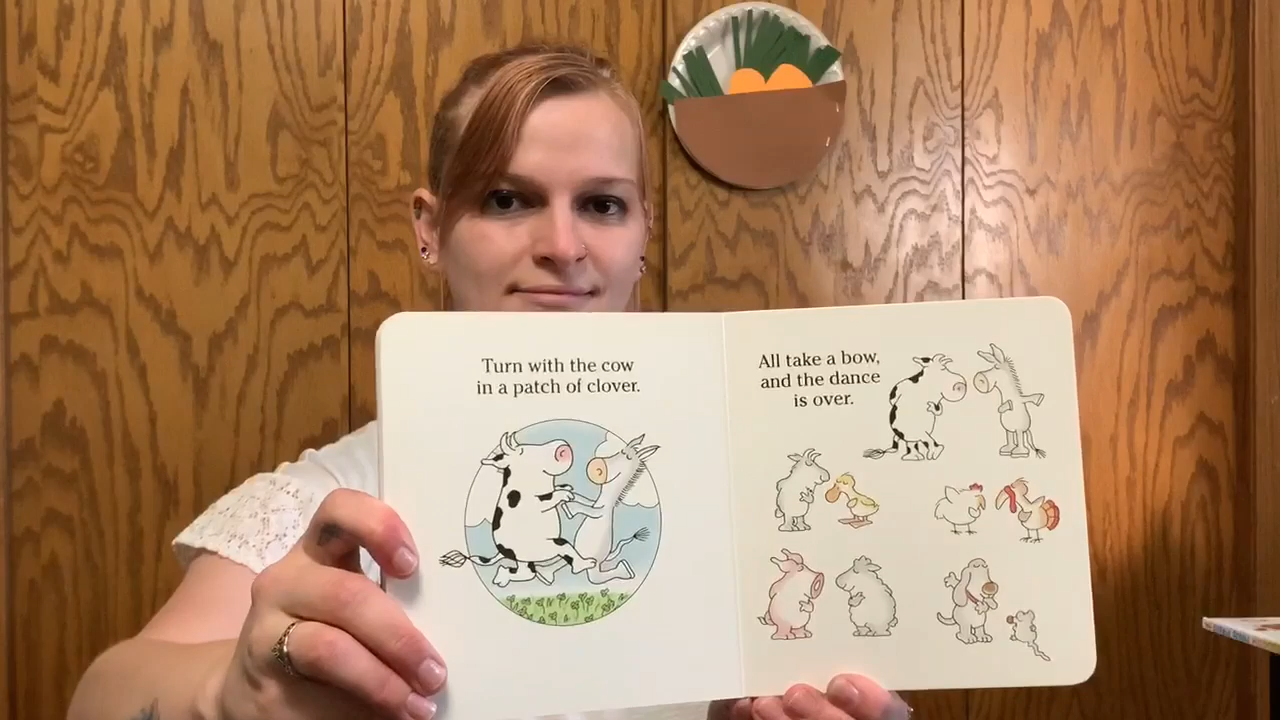 Turn with the cow
in a patch of clover.
All take a bow,
and the dance
is over.